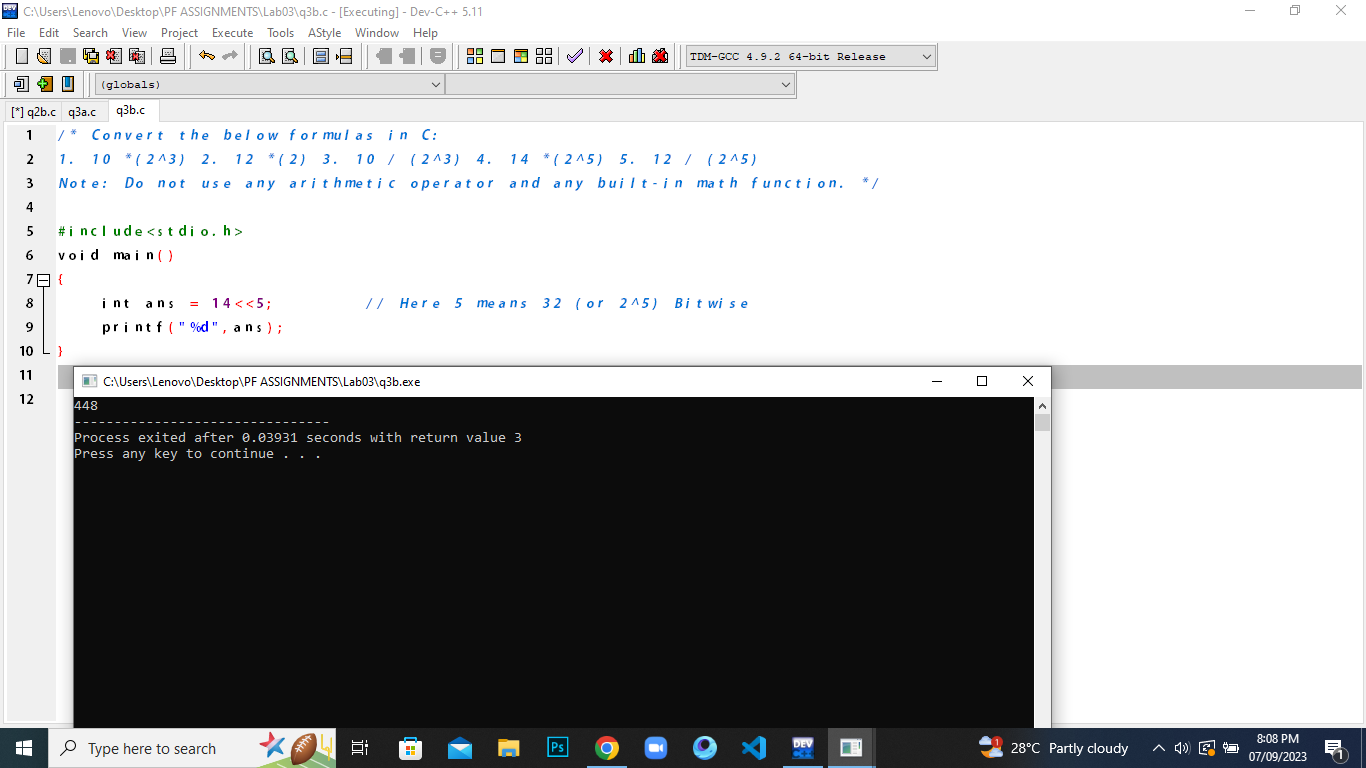 C:\Users\Lenovo\Desktop\PF ASSIGNMENTS\Lab03\q3b.c - [Executing] - Dev-C++ 5.11
File Edit Search View Project Execute Tools AStyle Window Help
TDM-GCC 4.9.2 64-bit Release
(globals)
[*] q2b.c q3a.c q3b.c
1 /* Convert the below formulas in C:
2 1. 10 *(2^3) 2. 12 *(2) 3. 10 / (2^3) 4. 14 *(2^5) 5. 12 / (2^5)
3 Note: Do not use any arithmetic operator and any built-in math function. */
4
5 #include<stdio.h>
6 void main()
7 {
8 int ans = 14<<5; // Here 5 means 32 (or 2^5) Bitwise
9 printf("%d",ans);
10 }
11
12
C:\Users\Lenovo\Desktop\PF ASSIGNMENTS\Lab03\q3b.exe
448
--------------------------------
Process exited after 0.03931 seconds with return value 3
Press any key to continue . . .
Type here to search
Ps
DEV
1
28°C Partly cloudy
8:08 PM
07/09/2023
1